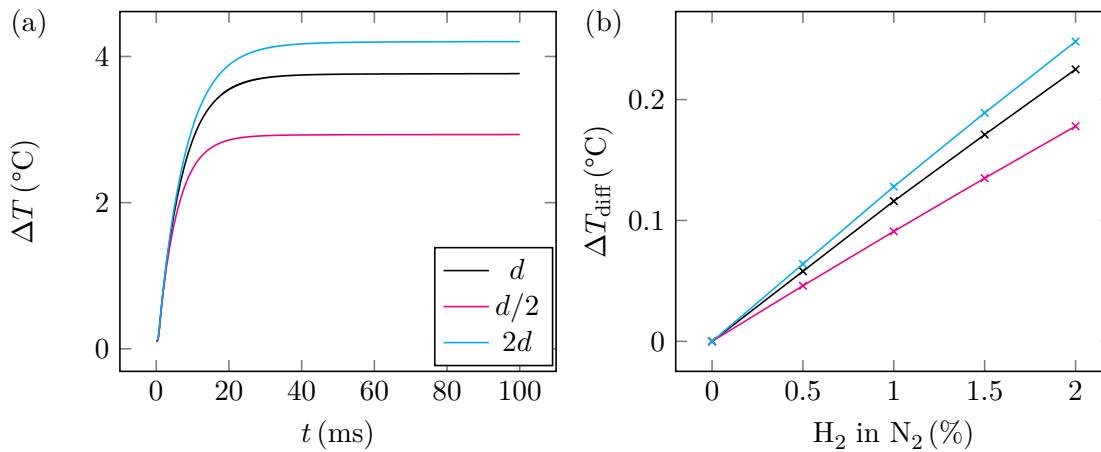 (a)
4
2
0
ΔT (°C)
0 20 40 60 80 100
t (ms)
d
d/2
2d
(b)
0.2
0.1
0
ΔT_diff (°C)
0 0.5 1 1.5 2
H₂ in N₂ (%)